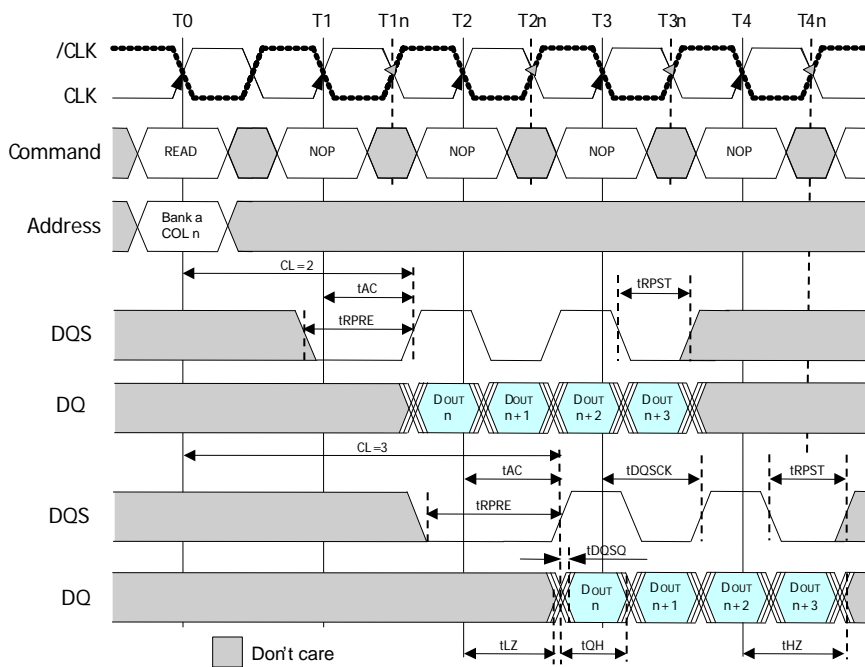 T0 T1 T1n T2 T2n T3 T3n T4 T4n
/CLK
CLK
Command READ NOP NOP NOP NOP
Address Bank a
COL n
CL=2
tAC
tRPRE
tRPST
DQS
DQ DOUT n DOUT n+1 DOUT n+2 DOUT n+3
CL=3
tAC tDQSCK tRPST
tRPRE
DQS
tDQSQ
DQ DOUT n DOUT n+1 DOUT n+2 DOUT n+3
tLZ tQH tHZ
Don't care